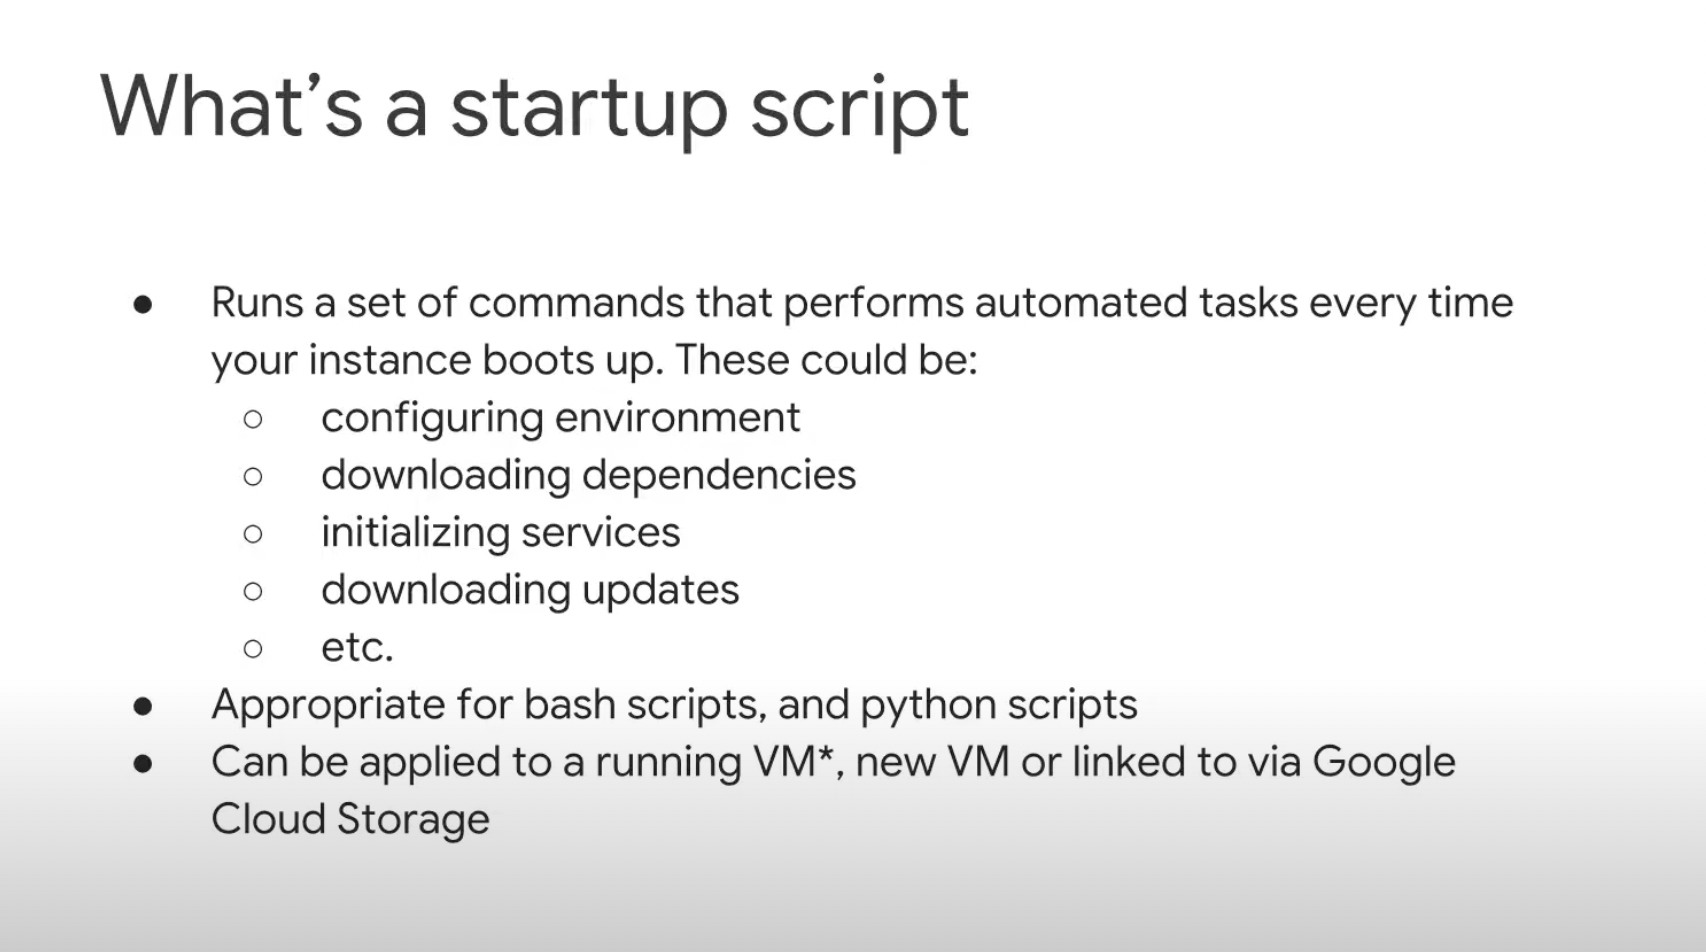 What’s a startup script
● Runs a set of commands that performs automated tasks every time
your instance boots up. These could be:
○ configuring environment
○ downloading dependencies
○ initializing services
○ downloading updates
○ etc.
● Appropriate for bash scripts, and python scripts
● Can be applied to a running VM*, new VM or linked to via Google
Cloud Storage